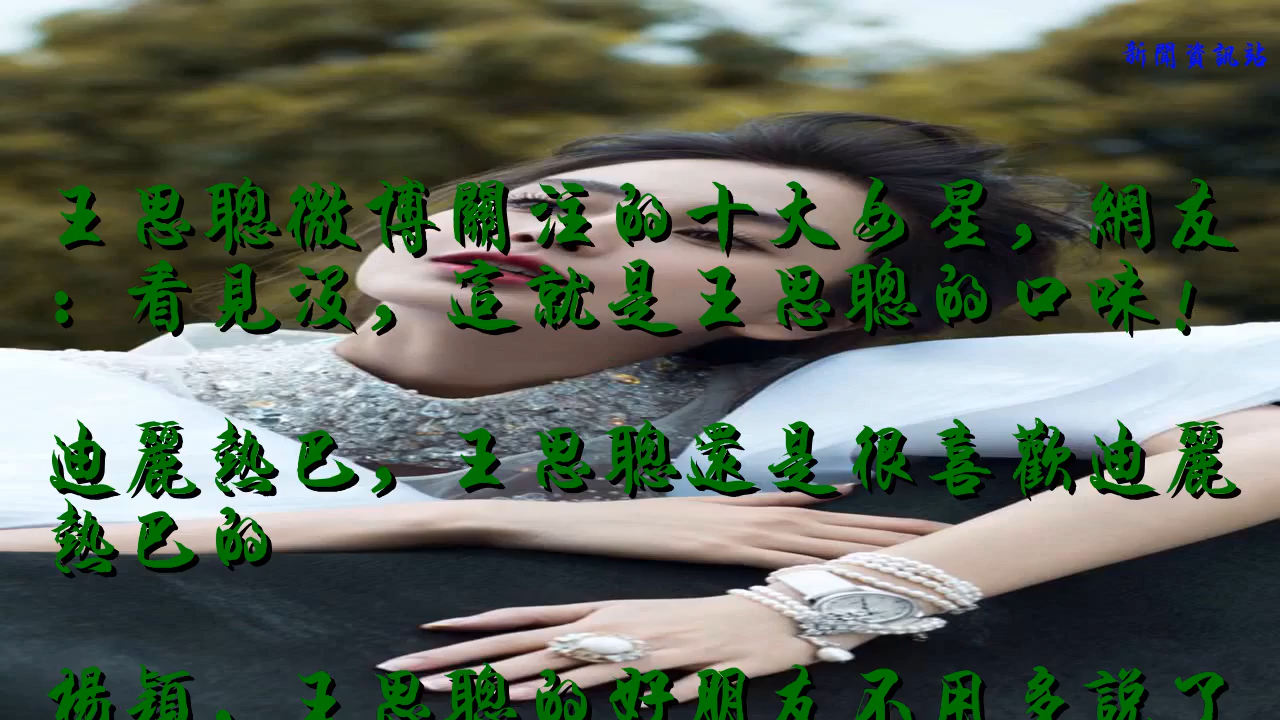 新聞資訊站
王思聰微博關注的十大女星，網友
：看見沒，這就是王思聰的口味！
迪麗熱巴，王思聰還是很喜歡迪麗
熱巴的
楊穎，王思聰的好朋友不用多說了